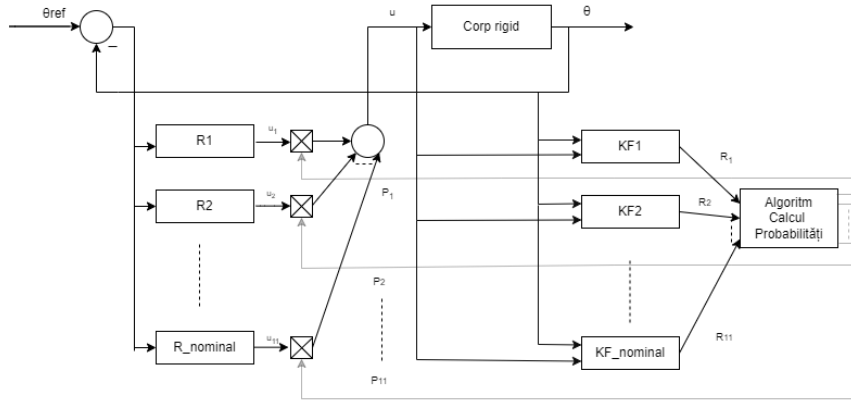 θref
u
Corp rigid
θ
–
R1
u1
KF1
R1
P1
R2
u2
KF2
R2
Algoritm
Calcul
Probabilități
P2
R_nominal
u11
KF_nominal
R11
P11